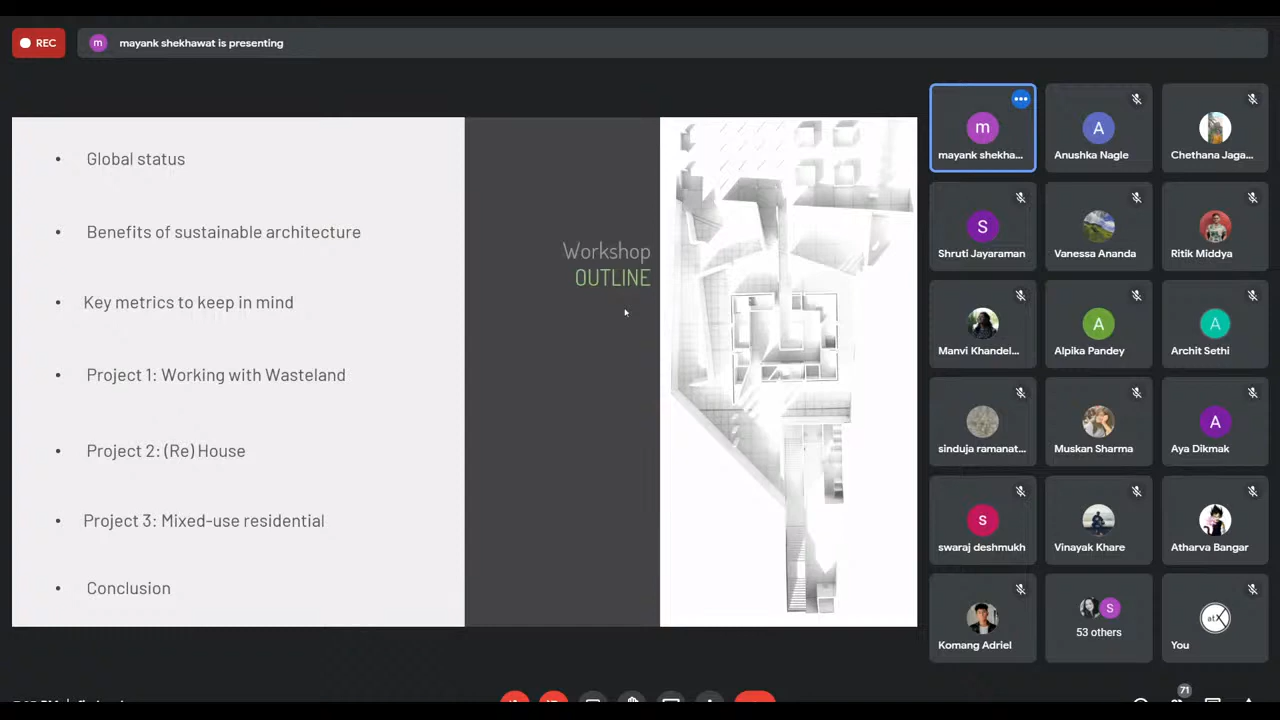 REC
m
mayank shekhawat is presenting
• Global status
• Benefits of sustainable architecture
• Key metrics to keep in mind
• Project 1: Working with Wasteland
• Project 2: (Re) House
• Project 3: Mixed-use residential
• Conclusion
Workshop
OUTLINE
m
mayank shekha...
A
Anushka Nagle
Chethana Jaga...
S
Shruti Jayaraman
Vanessa Ananda
Ritik Middya
Manvi Khandel...
A
Alpika Pandey
A
Archit Sethi
sinduja ramanat...
Muskan Sharma
A
Aya Dikmak
s
swaraj deshmukh
Vinayak Khare
Atharva Bangar
Komang Adriel
S
53 others
atX
You
71